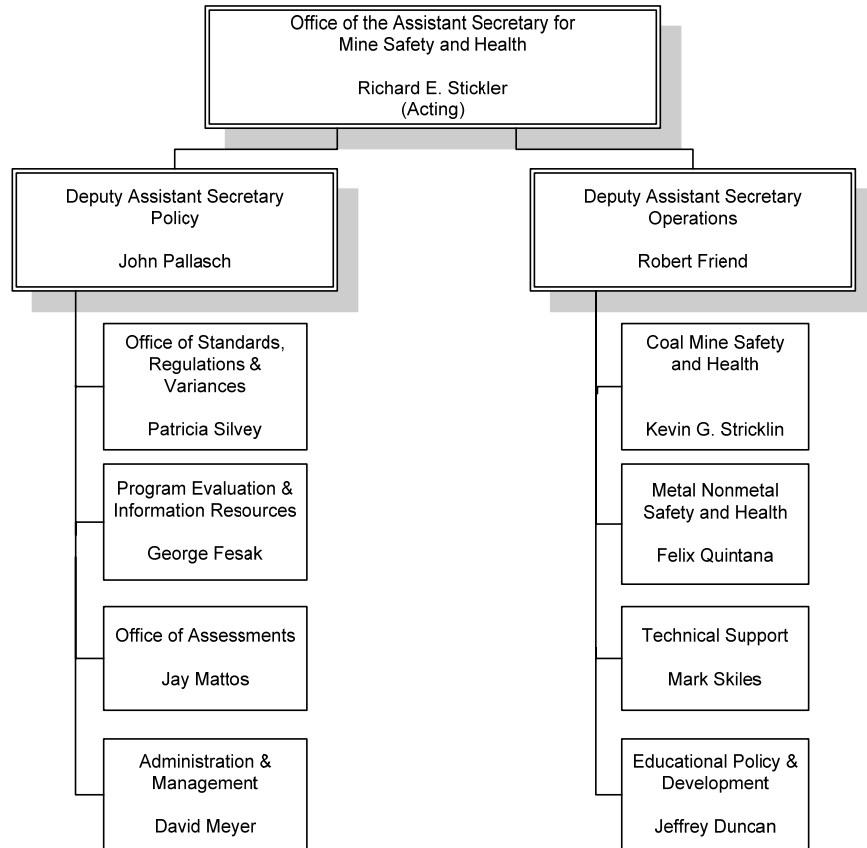 Office of the Assistant Secretary for
Mine Safety and Health
Richard E. Stickler
(Acting)
Deputy Assistant Secretary
Policy
John Pallasch
Deputy Assistant Secretary
Operations
Robert Friend
Office of Standards,
Regulations &
Variances
Patricia Silvey
Coal Mine Safety
and Health
Kevin G. Stricklin
Program Evaluation &
Information Resources
George Fesak
Metal Nonmetal
Safety and Health
Felix Quintana
Office of Assessments
Jay Mattos
Technical Support
Mark Skiles
Administration &
Management
David Meyer
Educational Policy &
Development
Jeffrey Duncan